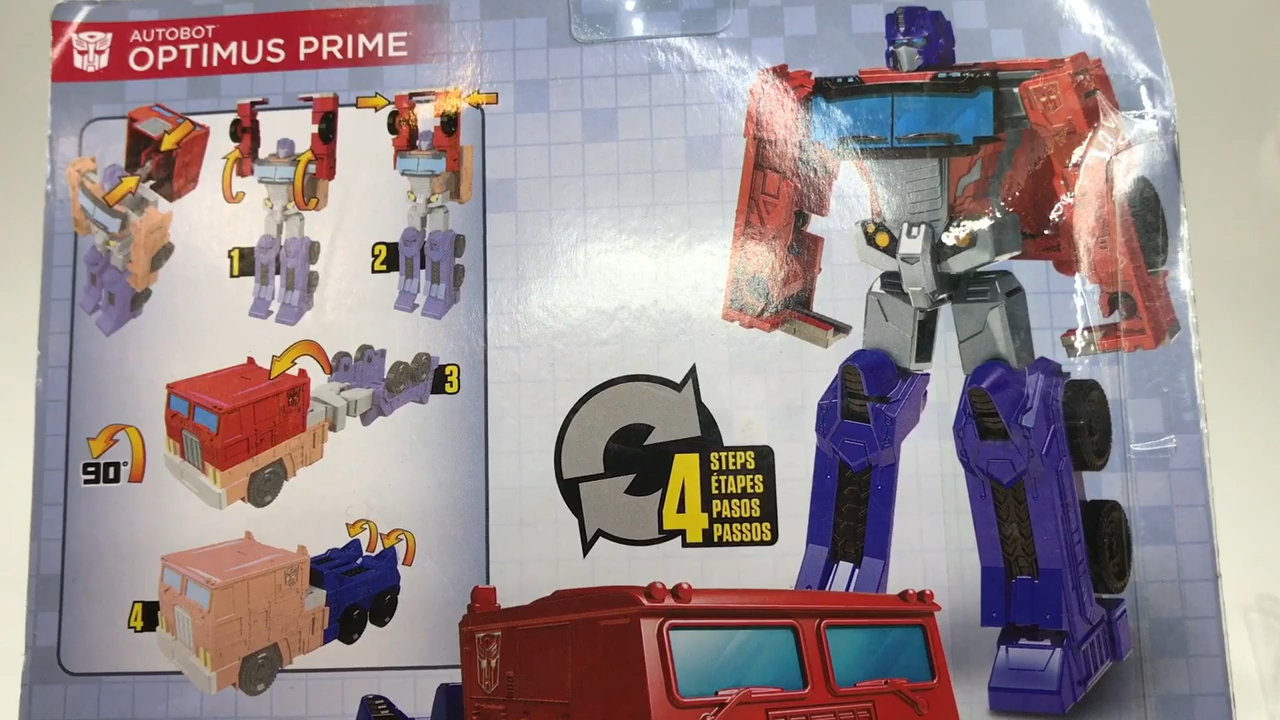 AUTOBOT
OPTIMUS PRIME
1
2
3
90°
4
4
STEPS
ÉTAPES
PASOS
PASSOS